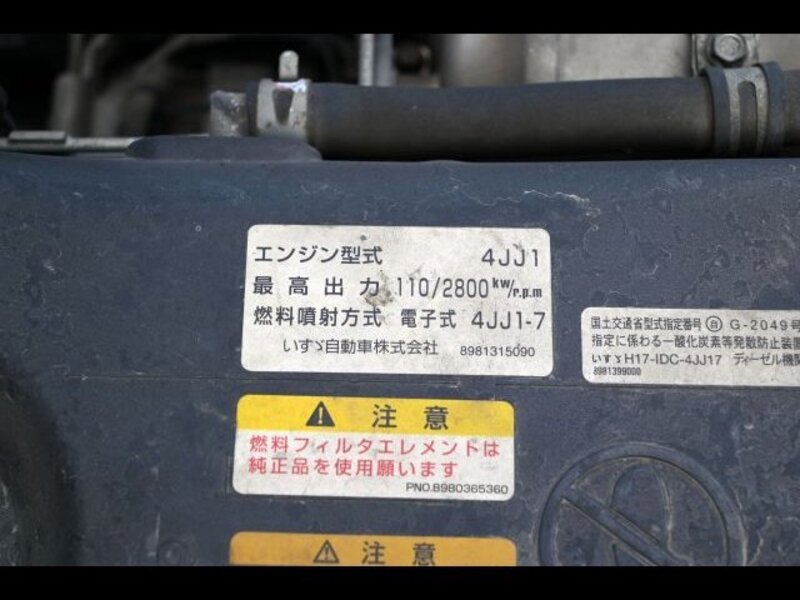 エンジン型式 4JJ1
最高出力 110/2800kw/r.p.m
燃料噴射方式 電子式 4JJ1-7
いすゞ自動車株式会社 8981315090
国土交通省型式指定番号 自 G-2049号
指定に係わる一酸化炭素等発散防止装置
いすゞH17-IDC-4JJ17 ディーゼル機関
8981399000
注意
燃料フィルタエレメントは
純正品を使用願います
PNO.8980365360
注意